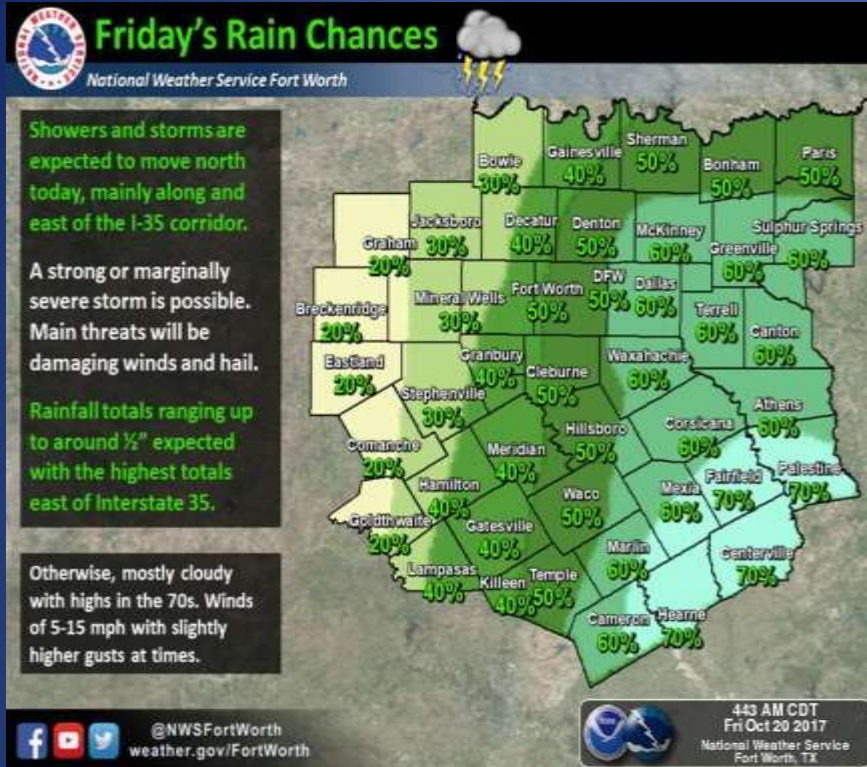 Friday's Rain Chances
NATIONAL WEATHER SERVICE
National Weather Service Fort Worth
Showers and storms are
expected to move north
today, mainly along and
east of the I-35 corridor.
A strong or marginally
severe storm is possible.
Main threats will be
damaging winds and hail.
Rainfall totals ranging up
to around ½" expected
with the highest totals
east of Interstate 35.
Otherwise, mostly cloudy
with highs in the 70s. Winds
of 5-15 mph with slightly
higher gusts at times.
Bowie
30%
Gainesville
40%
Sherman
50%
Bonham
50%
Paris
50%
Graham
20%
Jacksboro
30%
Decatur
40%
Denton
50%
McKinney
60%
Greenville
60%
Sulphur Springs
60%
Breckenridge
20%
Mineral Wells
30%
Fort Worth
50%
DFW
50%
Dallas
60%
Terrell
60%
Canton
60%
Eastland
20%
Stephenville
30%
Granbury
40%
Cleburne
50%
Waxahachie
60%
Corsicana
60%
Athens
60%
Comanche
20%
Hamilton
40%
Meridian
40%
Hillsboro
50%
Mexia
60%
Fairfield
70%
Palestine
70%
Goldthwaite
20%
Gatesville
40%
Waco
50%
Marlin
60%
Centerville
70%
Lampasas
40%
Killeen
40%
Temple
50%
Cameron
60%
Hearne
70%
@NWSFortWorth
weather.gov/FortWorth
443 AM CDT
Fri Oct 20 2017
National Weather Service
Fort Worth, TX